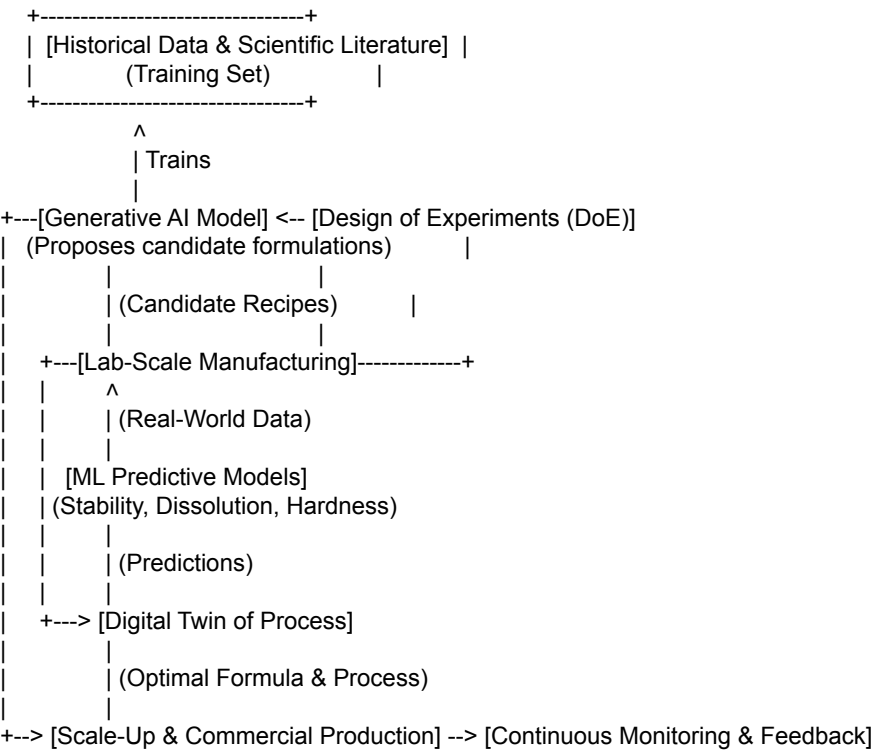 +---------------------------------+
| [Historical Data & Scientific Literature] |
| (Training Set) |
+---------------------------------+
^
| Trains
|
+---[Generative AI Model] <-- [Design of Experiments (DoE)]
| (Proposes candidate formulations) |
| | |
| | (Candidate Recipes) |
| | |
| +---[Lab-Scale Manufacturing]-------------+
| | ^
| | | (Real-World Data)
| | |
| | [ML Predictive Models]
| | (Stability, Dissolution, Hardness)
| | |
| | | (Predictions)
| | |
| +---> [Digital Twin of Process]
| |
| | (Optimal Formula & Process)
| |
+--> [Scale-Up & Commercial Production] --> [Continuous Monitoring & Feedback]